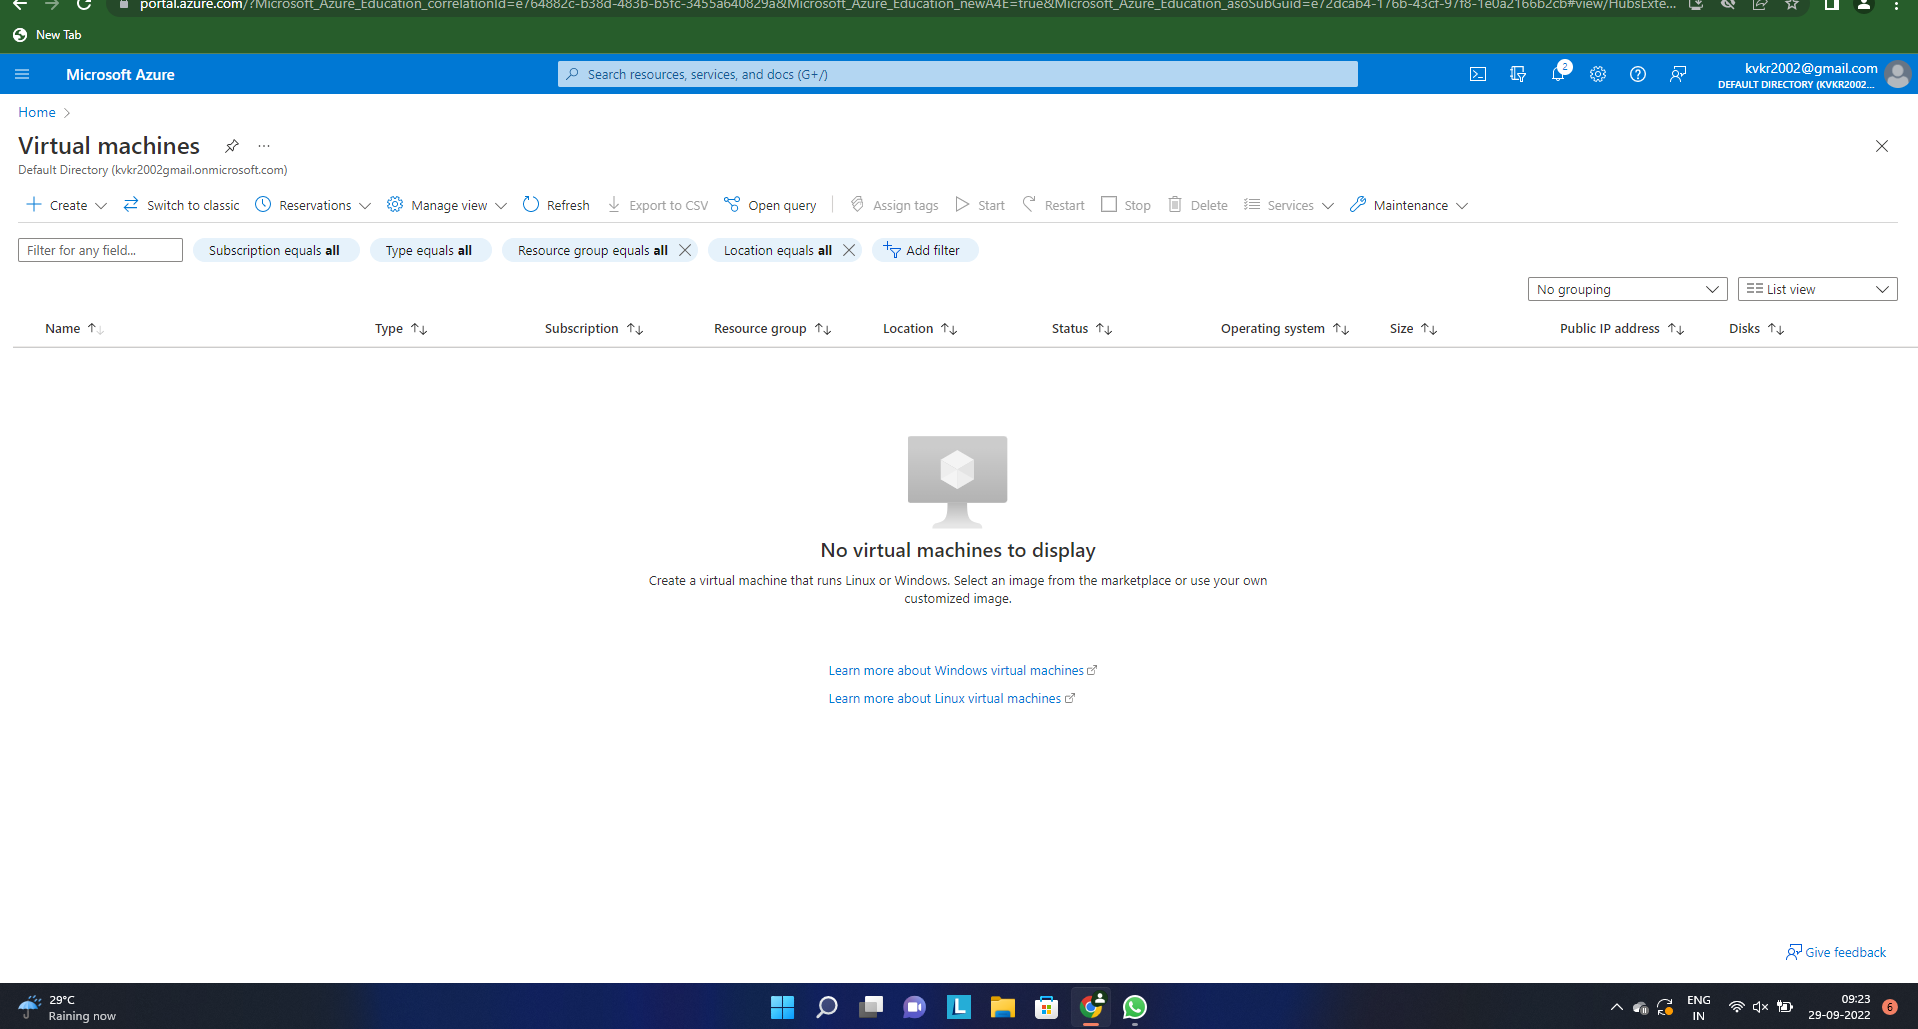 portal.azure.com/?Microsoft_Azure_Education_correlationId=e764882c-b38d-483b-b5fc-3455a640829a&Microsoft_Azure_Education_newA4E=true&Microsoft_Azure_Education_asoSubGuid=e72dcab4-176b-43cf-97f8-1e0a2166b2cb#view/HubsExte...
New Tab
Microsoft Azure
Search resources, services, and docs (G+/)
2
kvkr2002@gmail.com
DEFAULT DIRECTORY (KVKR2002...
Home
Virtual machines
...
Default Directory (kvkr2002gmail.onmicrosoft.com)
Create
Switch to classic
Reservations
Manage view
Refresh
Export to CSV
Open query
Assign tags
Start
Restart
Stop
Delete
Services
Maintenance
Filter for any field...
Subscription equals all
Type equals all
Resource group equals all
Location equals all
Add filter
No grouping
List view
Name
Type
Subscription
Resource group
Location
Status
Operating system
Size
Public IP address
Disks
No virtual machines to display
Create a virtual machine that runs Linux or Windows. Select an image from the marketplace or use your own
customized image.
Learn more about Windows virtual machines
Learn more about Linux virtual machines
Give feedback
29°C
Raining now
L
ENG
IN
09:23
29-09-2022
6